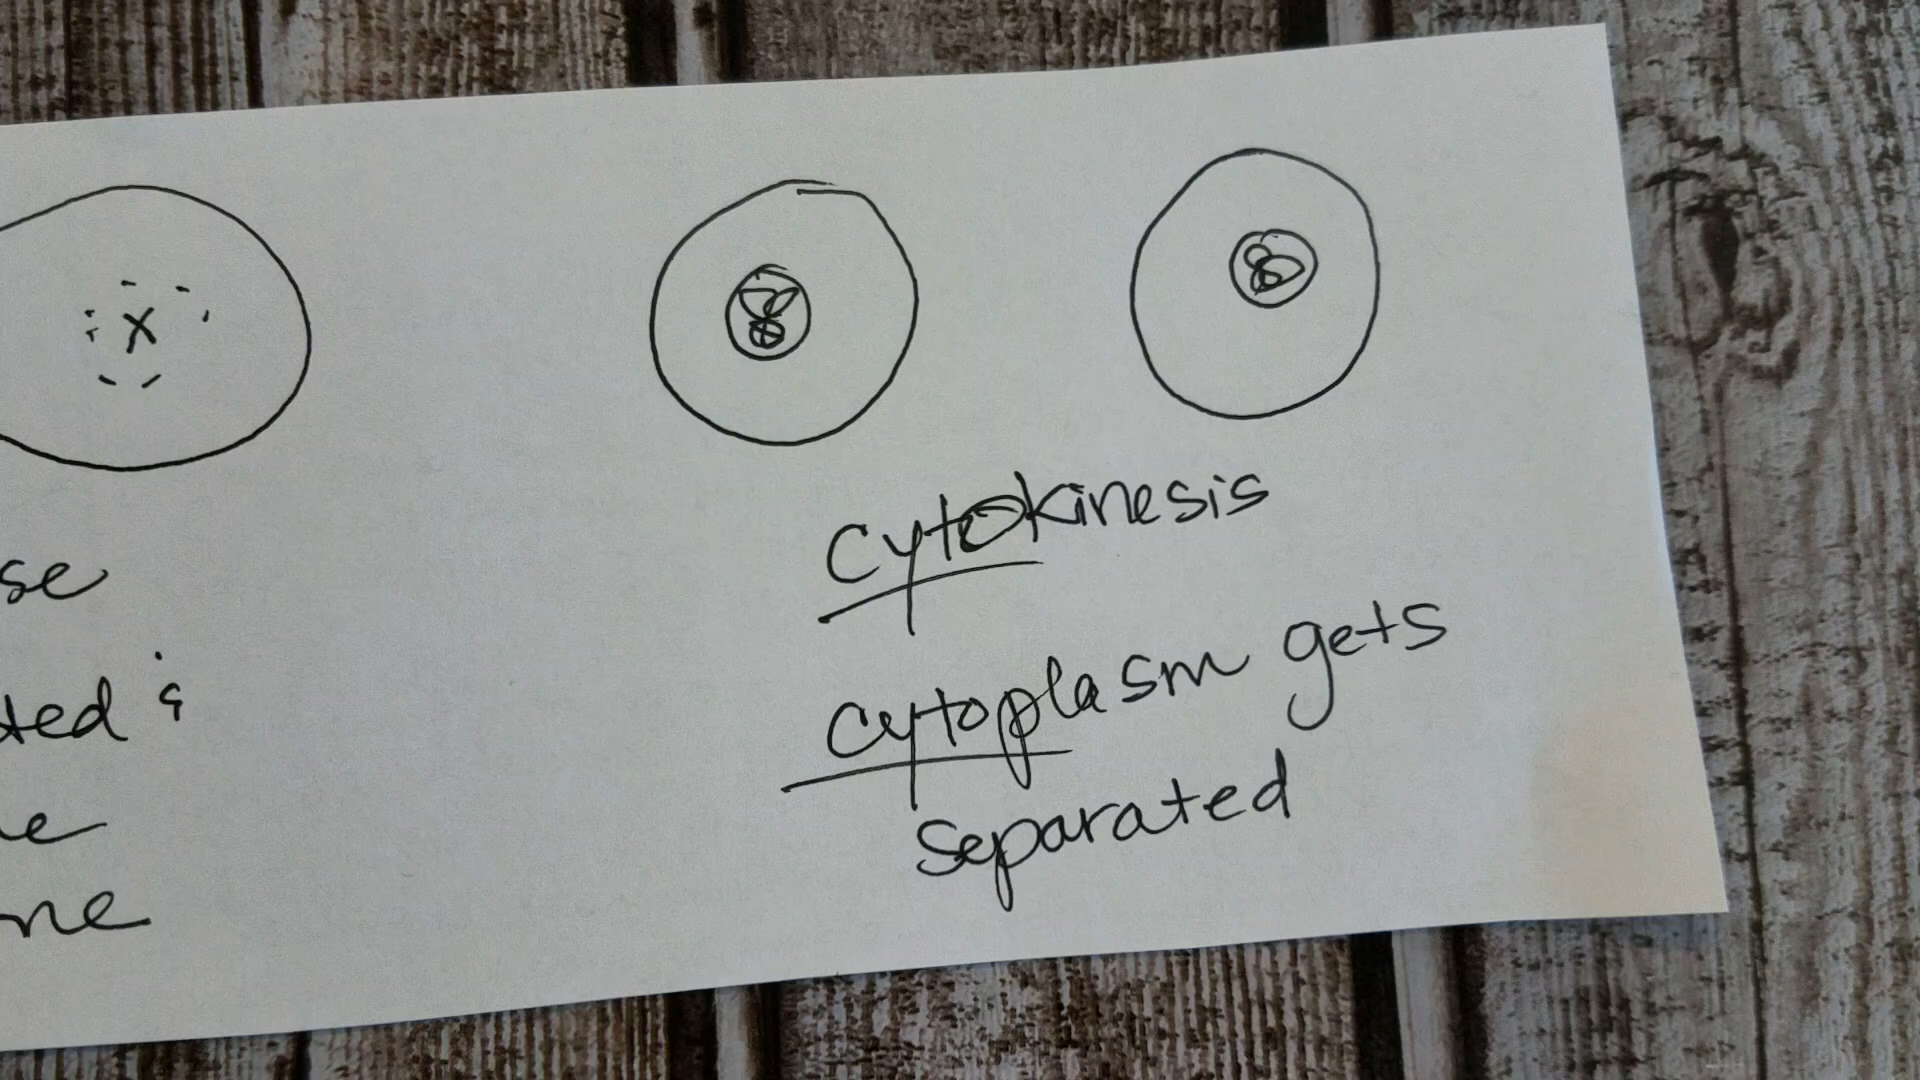 Cytokinesis
Cytoplasm gets
separated
se
ted &
e
ne